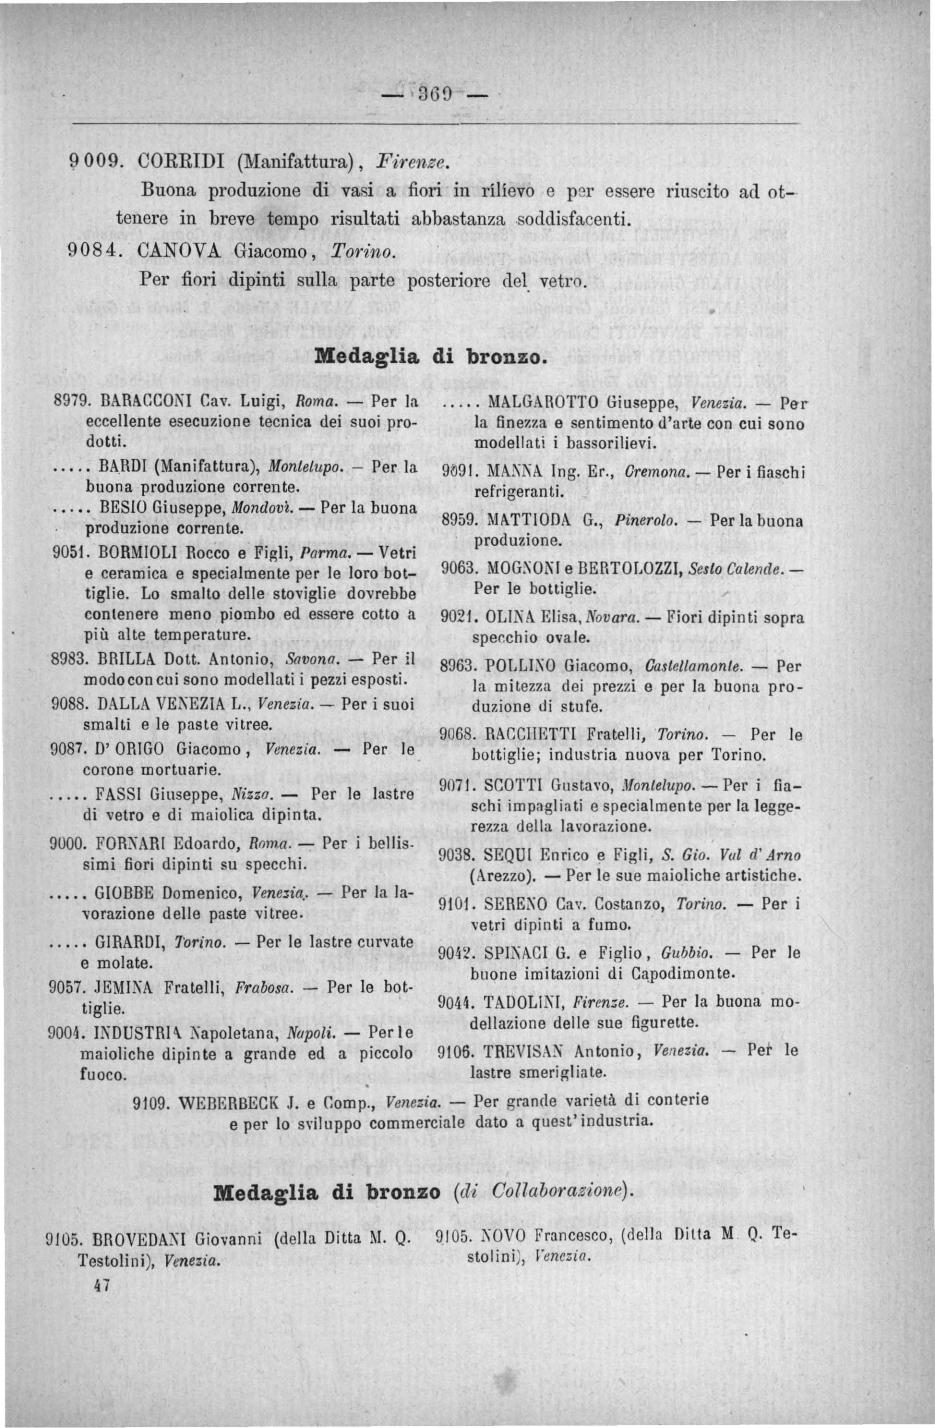 — 369 —
9009. CORRIDI (Manifattura), Firenze.
Buona produzione di vasi a fiori in rilievo e per essere riuscito ad ot-
tenere in breve tempo risultati abbastanza soddisfacenti.
9084. CANOVA Giacomo, Torino.
Per fiori dipinti sulla parte posteriore del vetro.
Medaglia di bronzo.
8979. BARACCONI Cav. Luigi, Roma. — Per la
eccellente esecuzione tecnica dei suoi pro-
dotti.
..... BARDI (Manifattura), Montelupo. — Per la
buona produzione corrente.
..... BESIO Giuseppe, Mondovì. — Per la buona
produzione corrente.
9051. BORMIOLI Rocco e Figli, Parma. — Vetri
e ceramica e specialmente per le loro bot-
tiglie. Lo smalto delle stoviglie dovrebbe
contenere meno piombo ed essere cotto a
più alte temperature.
8983. BRILLA Dott. Antonio, Savona. — Per il
modo con cui sono modellati i pezzi esposti.
9088. DALLA VENEZIA L., Venezia. — Per i suoi
smalti e le paste vitree.
9087. D' ORIGO Giacomo, Venezia. — Per le
corone mortuarie.
..... FASSI Giuseppe, Nizza. — Per le lastre
di vetro e di maiolica dipinta.
9000. FORNARI Edoardo, Roma. — Per i bellis-
simi fiori dipinti su specchi.
..... GIOBBE Domenico, Venezia. — Per la la-
vorazione delle paste vitree.
..... GIRARDI, Torino. — Per le lastre curvate
e molate.
9057. JEMINA Fratelli, Frabosa. — Per le bot-
tiglie.
9004. INDUSTRIA Napoletana, Napoli. — Per le
maioliche dipinte a grande ed a piccolo
fuoco.
..... MALGAROTTO Giuseppe, Venezia. — Per
la finezza e sentimento d'arte con cui sono
modellati i bassorilievi.
9091. MANNA Ing. Er., Cremona. — Per i fiaschi
refrigeranti.
8959. MATTIODA G., Pinerolo. — Per la buona
produzione.
9063. MOGNONI e BERTOLOZZI, Sesto Calende. —
Per le bottiglie.
9021. OLINA Elisa, Novara. — Fiori dipinti sopra
specchio ovale.
8963. POLLINO Giacomo, Castellamonte. — Per
la mitezza dei prezzi e per la buona pro-
duzione di stufe.
9068. RACCHETTI Fratelli, Torino. — Per le
bottiglie; industria nuova per Torino.
9071. SCOTTI Gustavo, Montelupo. — Per i fia-
schi impagliati e specialmente per la legge-
rezza della lavorazione.
9038. SEQUI Enrico e Figli, S. Gio. Val d'Arno
(Arezzo). — Per le sue maioliche artistiche.
9101. SERENO Cav. Costanzo, Torino. — Per i
vetri dipinti a fumo.
9042. SPINACI G. e Figlio, Gubbio. — Per le
buone imitazioni di Capodimonte.
9044. TADOLINI, Firenze. — Per la buona mo-
dellazione delle sue figurette.
9106. TREVISAN Antonio, Venezia. — Per le
lastre smerigliate.
9109. WEBERBECK J. e Comp., Venezia. — Per grande varietà di conterie
e per lo sviluppo commerciale dato a quest' industria.
Medaglia di bronzo (di Collaborazione).
9105. BROVEDANI Giovanni (della Ditta M. Q.
Testolini), Venezia.
9105. NOVO Francesco, (della Ditta M. Q. Te-
stolini), Venezia.
47